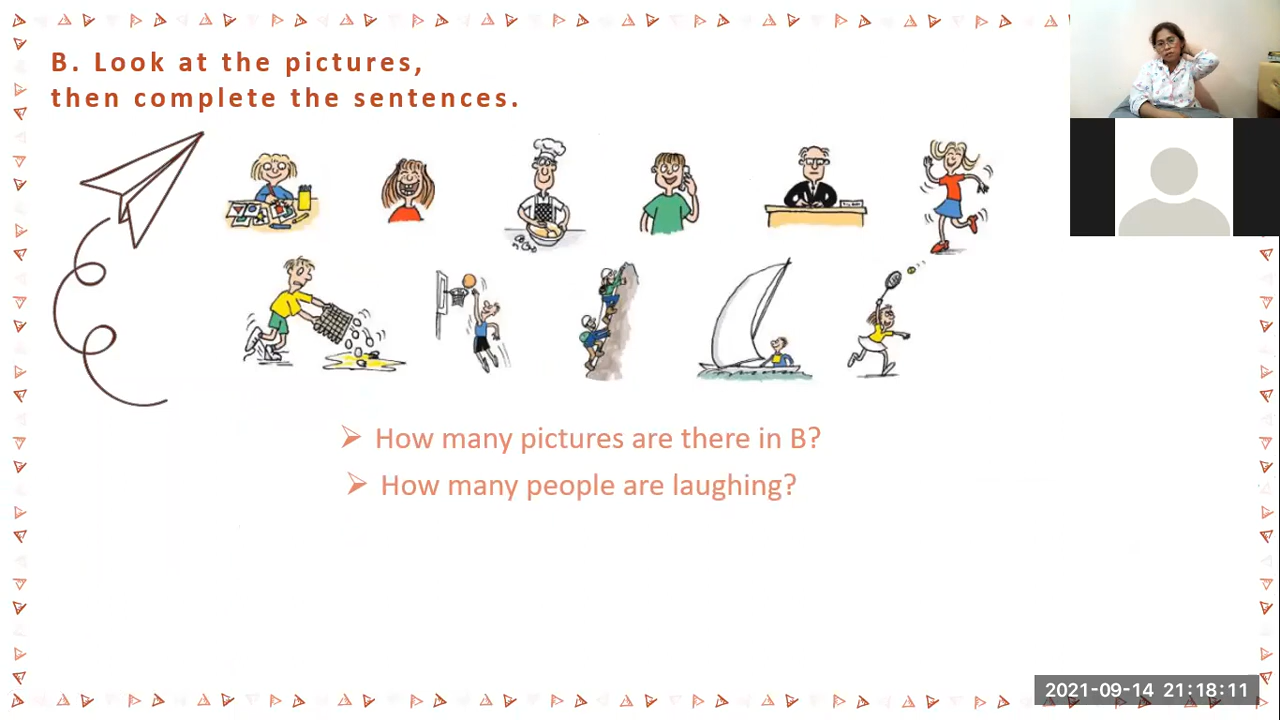 B. Look at the pictures,
then complete the sentences.
How many pictures are there in B?
How many people are laughing?
2021-09-14 21:18:11